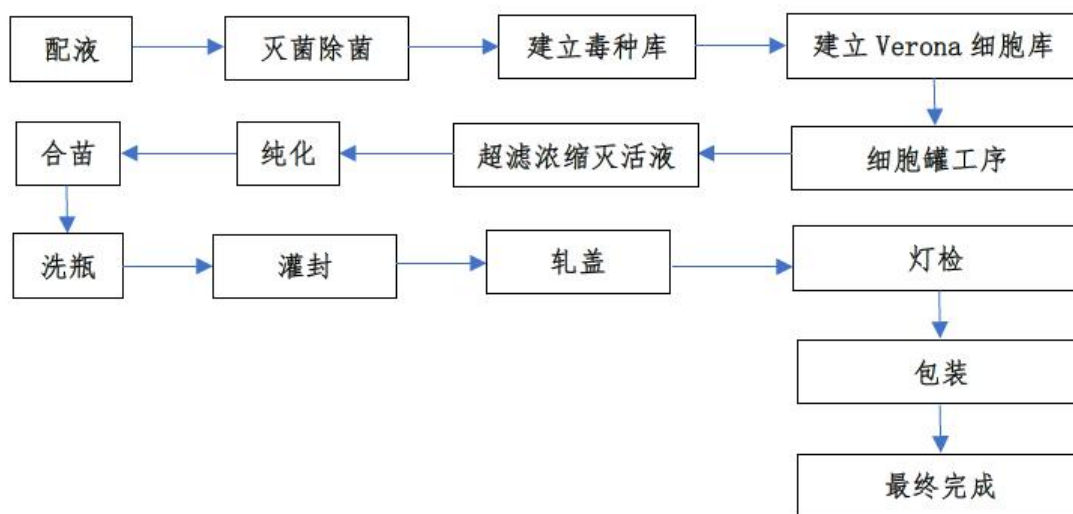 配液
灭菌除菌
建立毒种库
建立 Verona 细胞库
细胞罐工序
超滤浓缩灭活液
纯化
合苗
洗瓶
灌封
轧盖
灯检
包装
最终完成